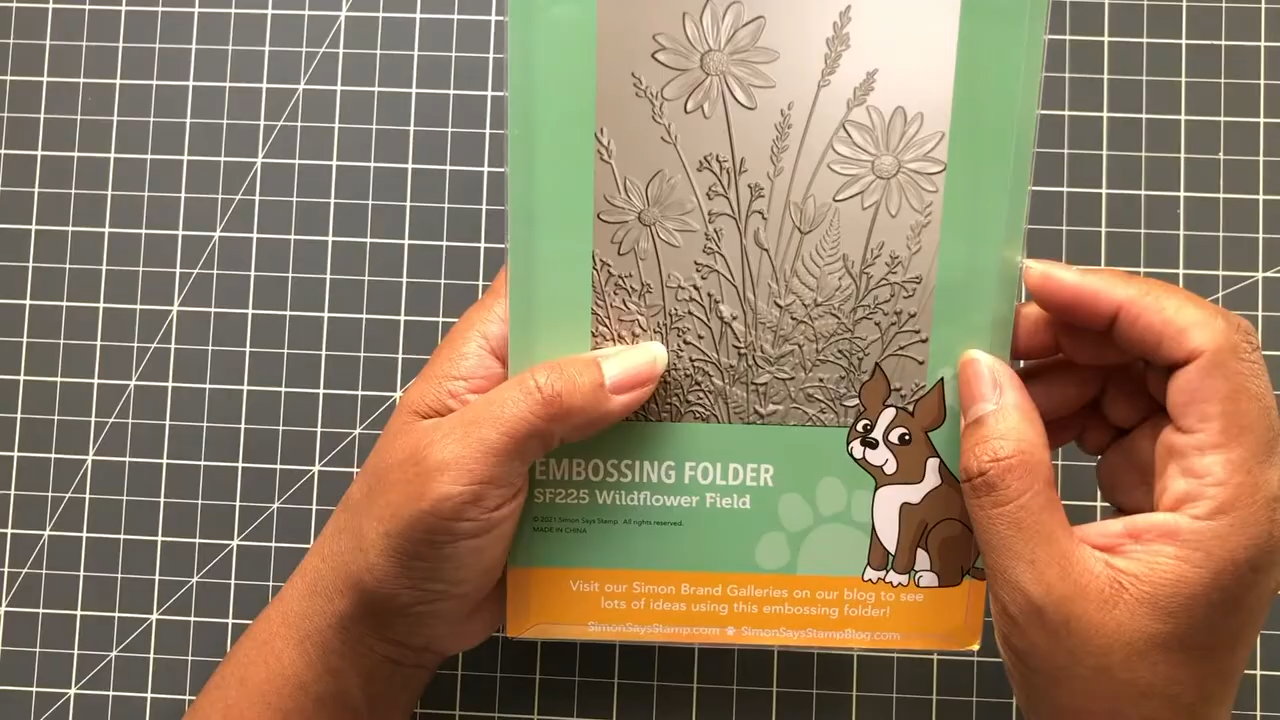 EMBOSSING FOLDER
SF225 Wildflower Field
© 2021 Simon Says Stamp. All rights reserved.
MADE IN CHINA
Visit our Simon Brand Galleries on our blog to see
lots of ideas using this embossing folder!
SimonSaysStamp.com SimonSaysStampBlog.com